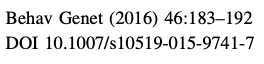 Behav Genet (2016) 46:183–192
DOI 10.1007/s10519-015-9741-7